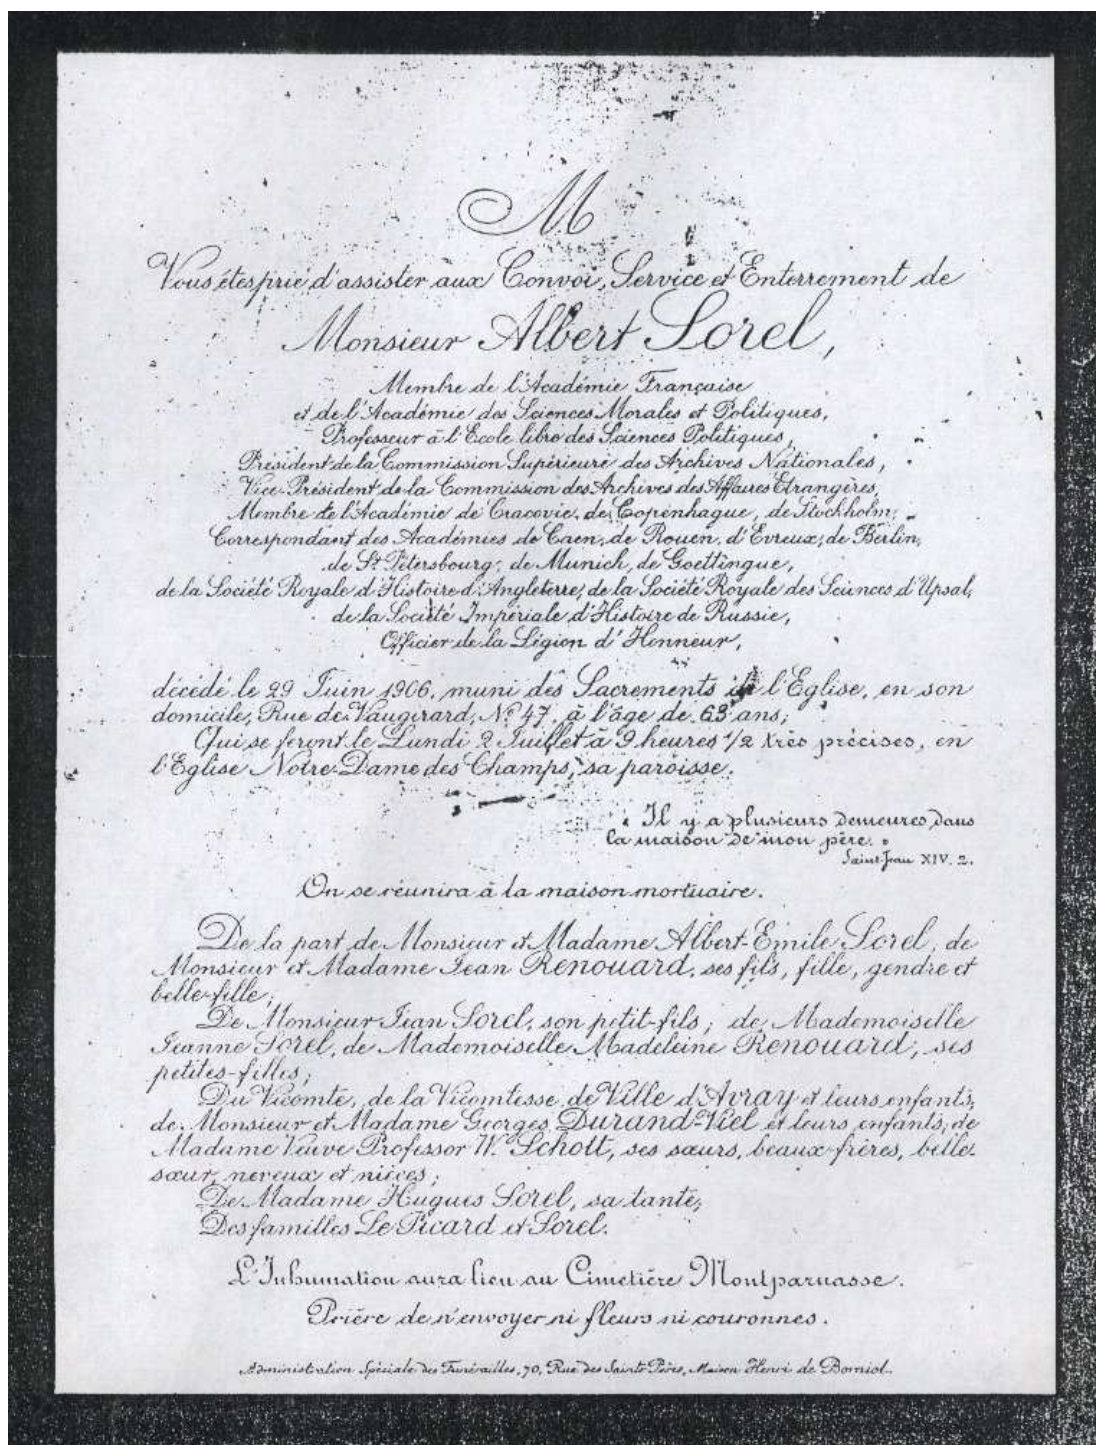 M
Vous êtes prié d'assister aux Convoi, Service et Enterrement de
Monsieur Albert Sorel,
Membre de l'Académie Française
et de l'Académie des Sciences Morales et Politiques,
Professeur à l'Ecole libre des Sciences Politiques,
Président de la Commission Supérieure des Archives Nationales,
Vice-Président de la Commission des Archives des Affaires Etrangères,
Membre de l'Académie de Cracovie, de Copenhague, de Stockholm,
Correspondant des Académies de Caen, de Rouen, d'Evreux, de Berlin,
de St Pétersbourg, de Munich, de Goettingue,
de la Société Royale d'Histoire d'Angleterre, de la Société Royale des Sciences d'Upsal,
de la Société Impériale d'Histoire de Russie,
Officier de la Légion d'Honneur,
décédé le 29 Juin 1906, muni des Sacrements de l'Eglise, en son
domicile, Rue de Vaugirard, No 47, à l'âge de 63 ans;
Qui se feront le Lundi 2 Juillet à 9 heures 1/2 très précises, en
l'Eglise Notre-Dame des Champs, sa paroisse.
"Il y a plusieurs demeures dans
la maison de mon père."
Saint Jean XIV. 2.
On se réunira à la maison mortuaire.
De la part de Monsieur et Madame Albert-Emile Sorel, de
Monsieur et Madame Jean Renouard, ses fils, fille, gendre et
belle-fille;
De Monsieur Jean Sorel, son petit-fils; de Mademoiselle
Jeanne Sorel, de Mademoiselle Madeleine Renouard, ses
petites-filles;
Du Vicomte, de la Vicomtesse de Ville d'Avray et leurs enfants,
de Monsieur et Madame Georges Durand-Viel et leurs enfants, de
Madame Veuve Professor W. Schott, ses sœurs, beaux-frères, belle-
sœur, neveux et nièces;
De Madame Hugues Sorel, sa tante,
Des familles Le Picard et Sorel.
L'Inhumation aura lieu au Cimetière Montparnasse.
Prière de n'envoyer ni fleurs ni couronnes.
Administration Spéciale des Funérailles, 70, Rue des Saints-Pères, Maison Henri de Borniol.